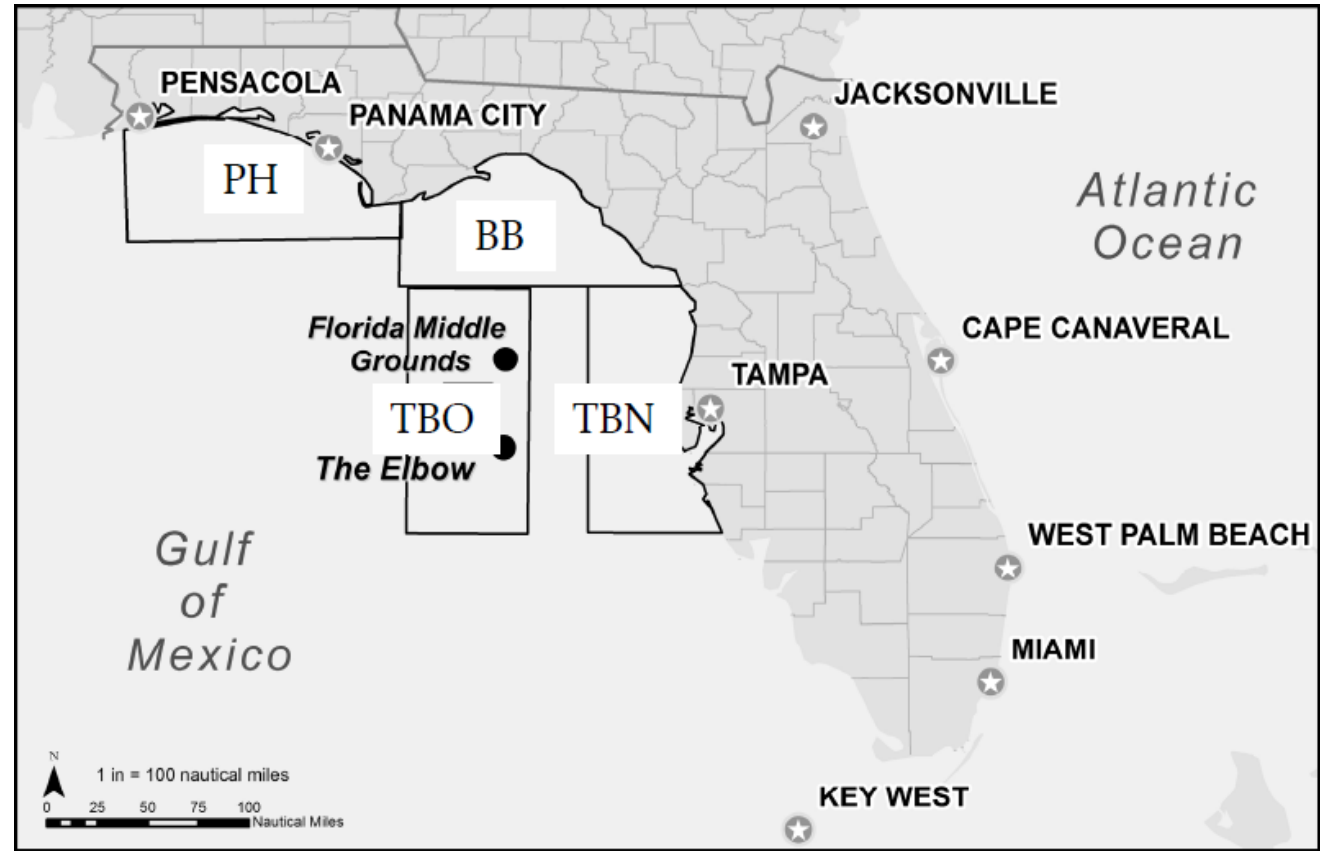 PENSACOLA
JACKSONVILLE
PANAMA CITY
PH
Atlantic
Ocean
BB
Florida Middle
Grounds
CAPE CANAVERAL
TAMPA
TBO
TBN
The Elbow
Gulf
of
Mexico
WEST PALM BEACH
MIAMI
N
1 in = 100 nautical miles
0 25 50 75 100
Nautical Miles
KEY WEST